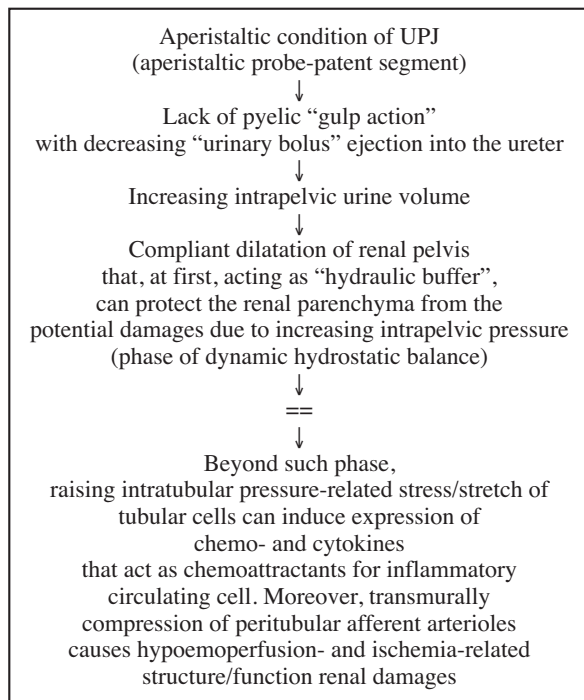 Aperistaltic condition of UPJ
(aperistaltic probe-patent segment)
↓
Lack of pyelic “gulp action”
with decreasing “urinary bolus” ejection into the ureter
↓
Increasing intrapelvic urine volume
↓
Compliant dilatation of renal pelvis
that, at first, acting as “hydraulic buffer”,
can protect the renal parenchyma from the
potential damages due to increasing intrapelvic pressure
(phase of dynamic hydrostatic balance)
↓
==
↓
Beyond such phase,
raising intratubular pressure-related stress/stretch of
tubular cells can induce expression of
chemo- and cytokines
that act as chemoattractants for inflammatory
circulating cell. Moreover, transmurally
compression of peritubular afferent arterioles
causes hypoemoperfusion- and ischemia-related
structure/function renal damages